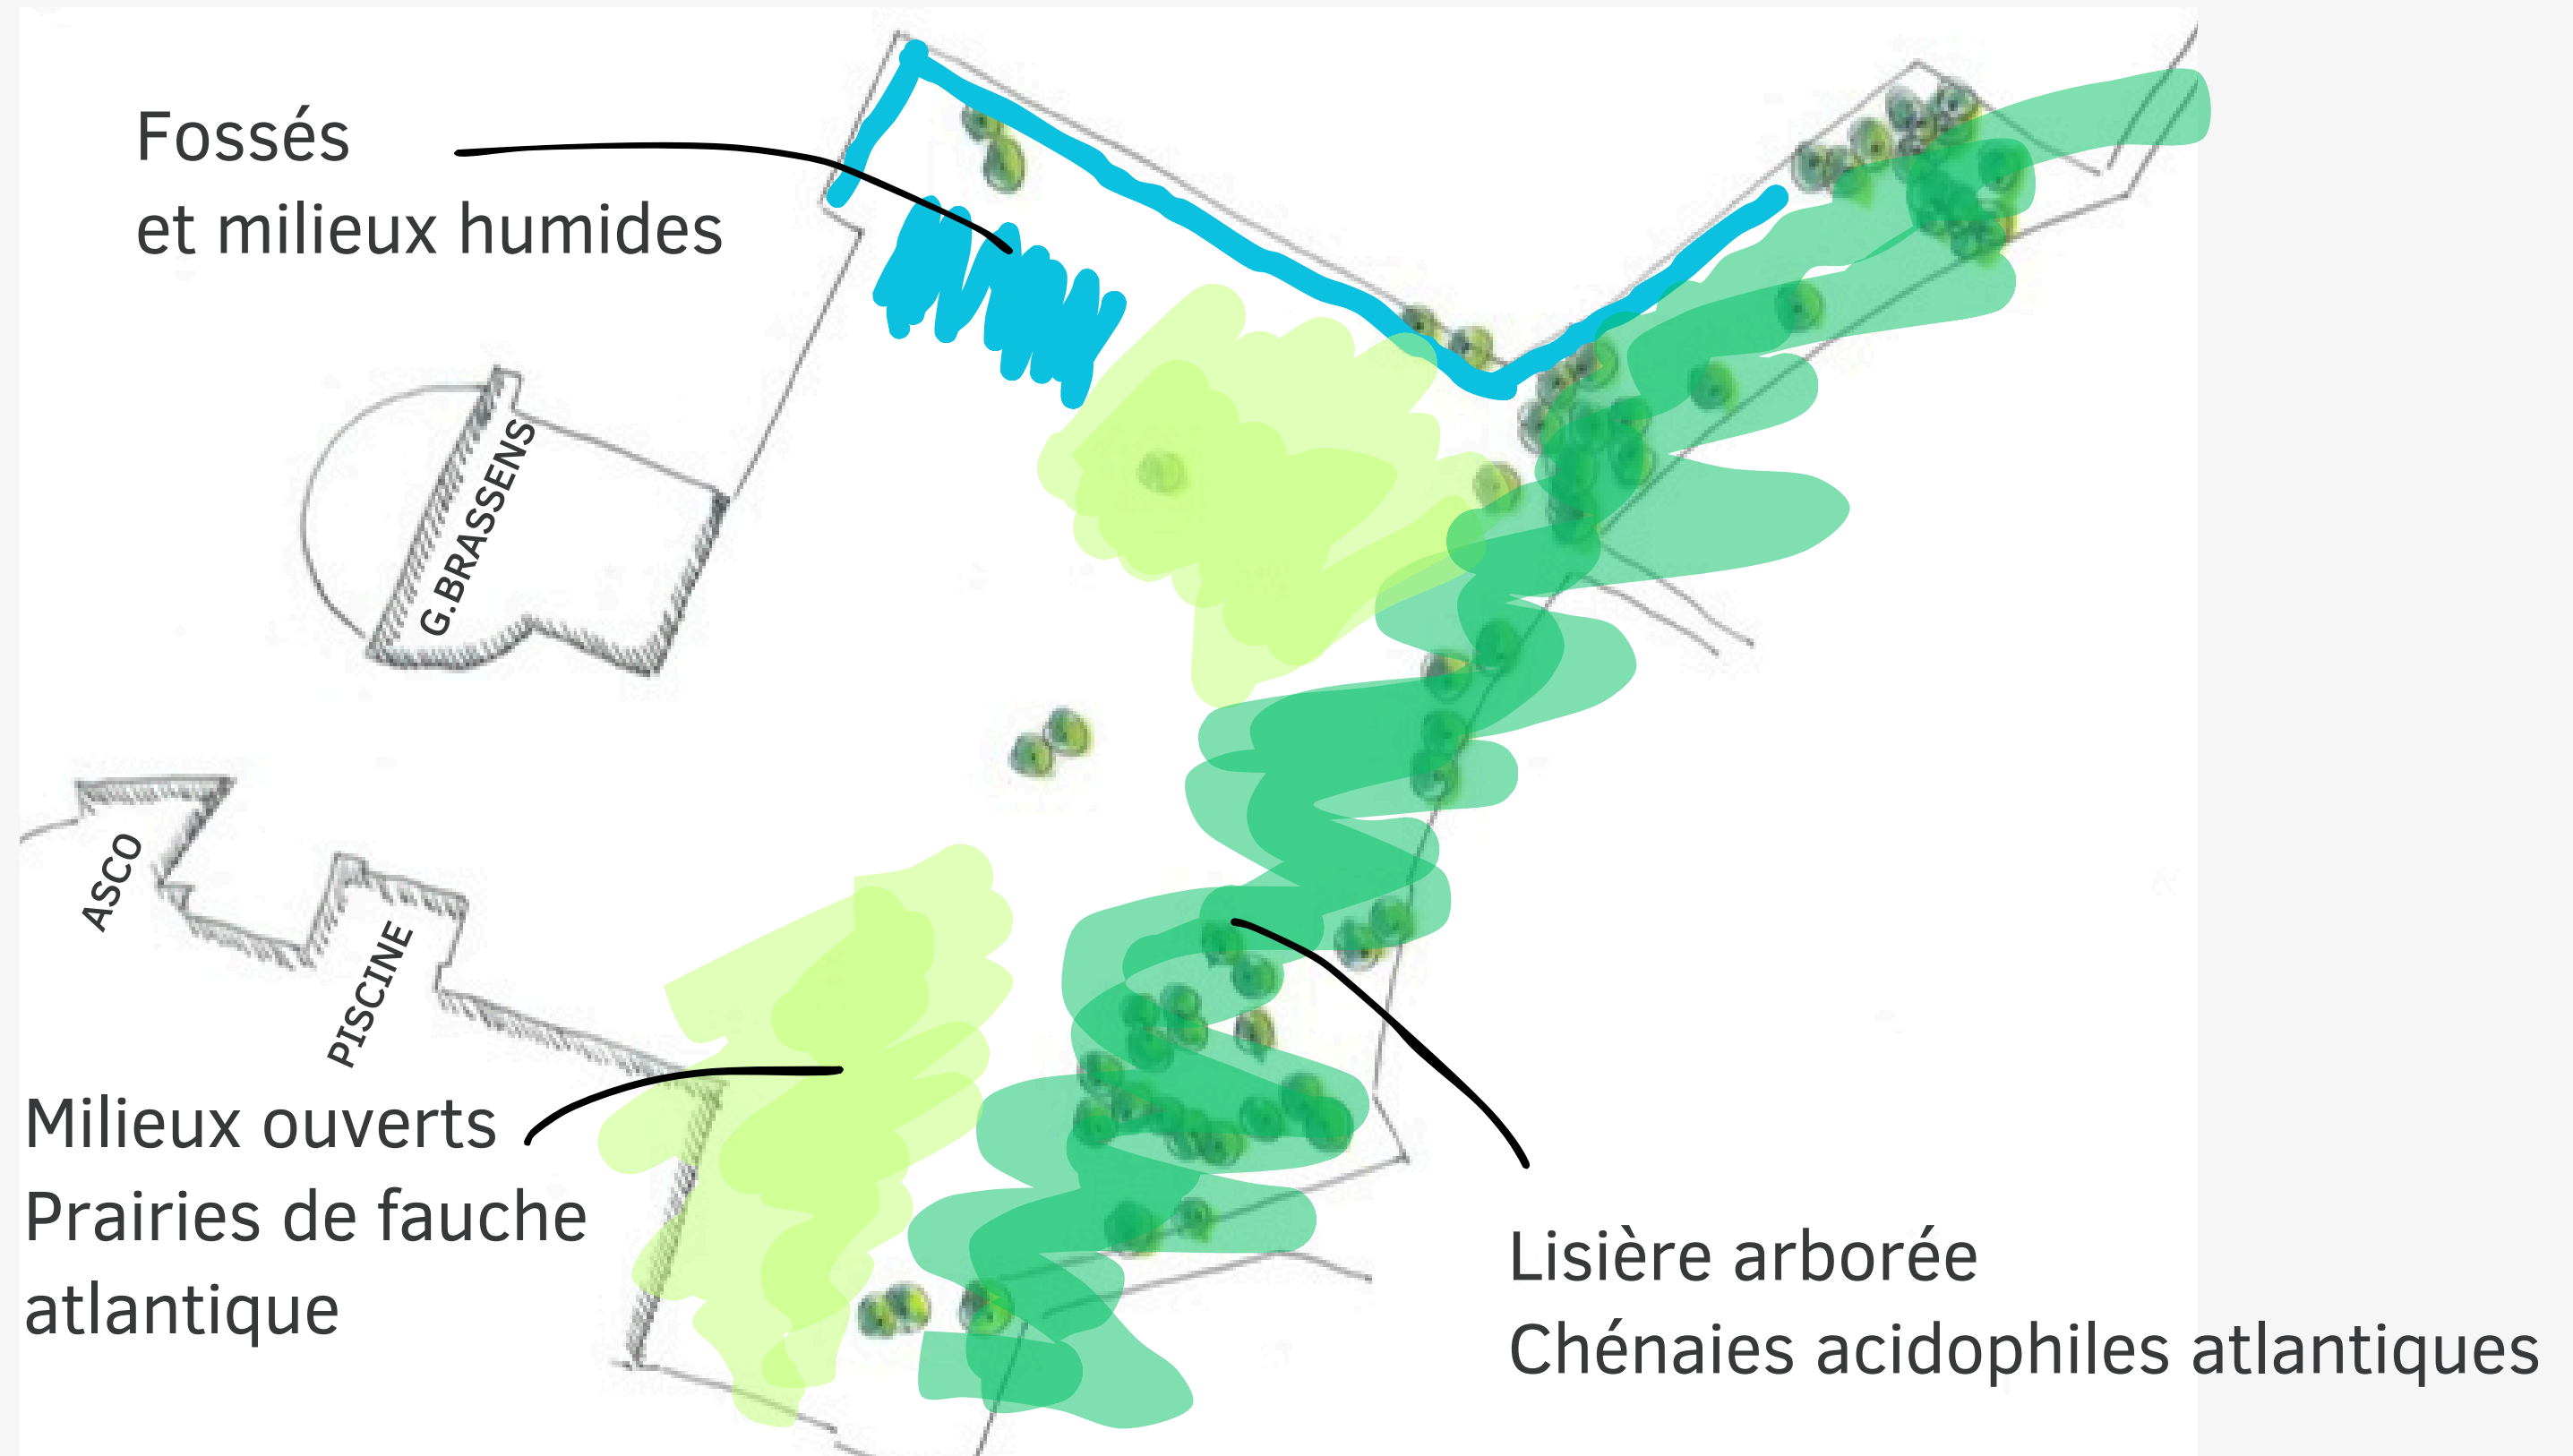 Fossés
et milieux humides
G.BRASSENS
ASCO
PISCINE
Milieux ouverts
Prairies de fauche
atlantique
Lisière arborée
Chénaies acidophiles atlantiques